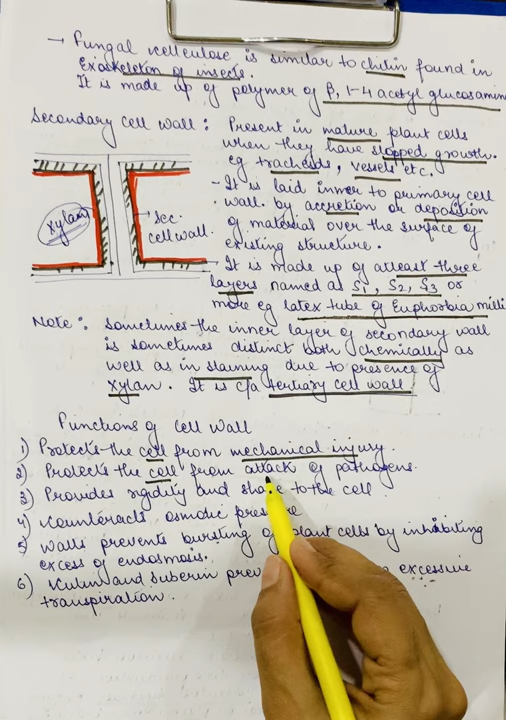 → Fungal cellulose is similar to chitin found in
Exoskeleton of insects.
It is made up of polymer of β, 1-4 acetyl glucosamin
Secondary cell wall : Present in mature plant cells
when they have stopped growth.
eg tracheids, vessels etc.
- It is laid inner to primary cell
wall by accretion or deposition
of material over the surface of
existing structure.
- It is made up of atleast three
layers named as S1, S2, S3 or
more eg latex tube of Euphorbia milli
xylan
sec
cell wall
Note : Sometimes the inner layer of secondary wall
is sometimes distinct both chemically as
well as in staining due to presence of
xylan. It is c/a tertiary cell wall
Functions of Cell Wall
1) Protects the cell from mechanical injury.
2) Protects the cell from attack of pathogens.
3) Provides rigidity and shape to the cell.
4) Counteracts osmotic pressure
5) Walls prevents bursting of plant cells by inhibiting
excess of endosmosis.
6) Cutin and Suberin excessive
transpiration.